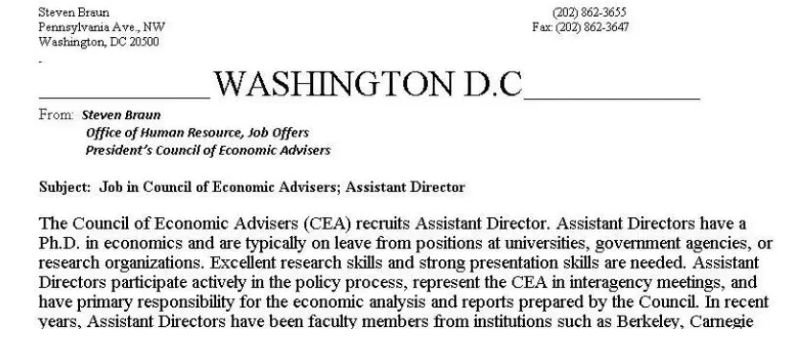 Steven Braun
(202) 862-3655
Pennsylvania Ave., NW
Fax: (202) 862-3647
Washington, DC 20500
WASHINGTON D.C
From: Steven Braun
Office of Human Resource, Job Offers
President's Council of Economic Advisers
Subject: Job in Council of Economic Advisers; Assistant Director
The Council of Economic Advisers (CEA) recruits Assistant Director. Assistant Directors have a
Ph.D. in economics and are typically on leave from positions at universities, government agencies, or
research organizations. Excellent research skills and strong presentation skills are needed. Assistant
Directors participate actively in the policy process, represent the CEA in interagency meetings, and
have primary responsibility for the economic analysis and reports prepared by the Council. In recent
years, Assistant Directors have been faculty members from institutions such as Berkeley, Carnegie